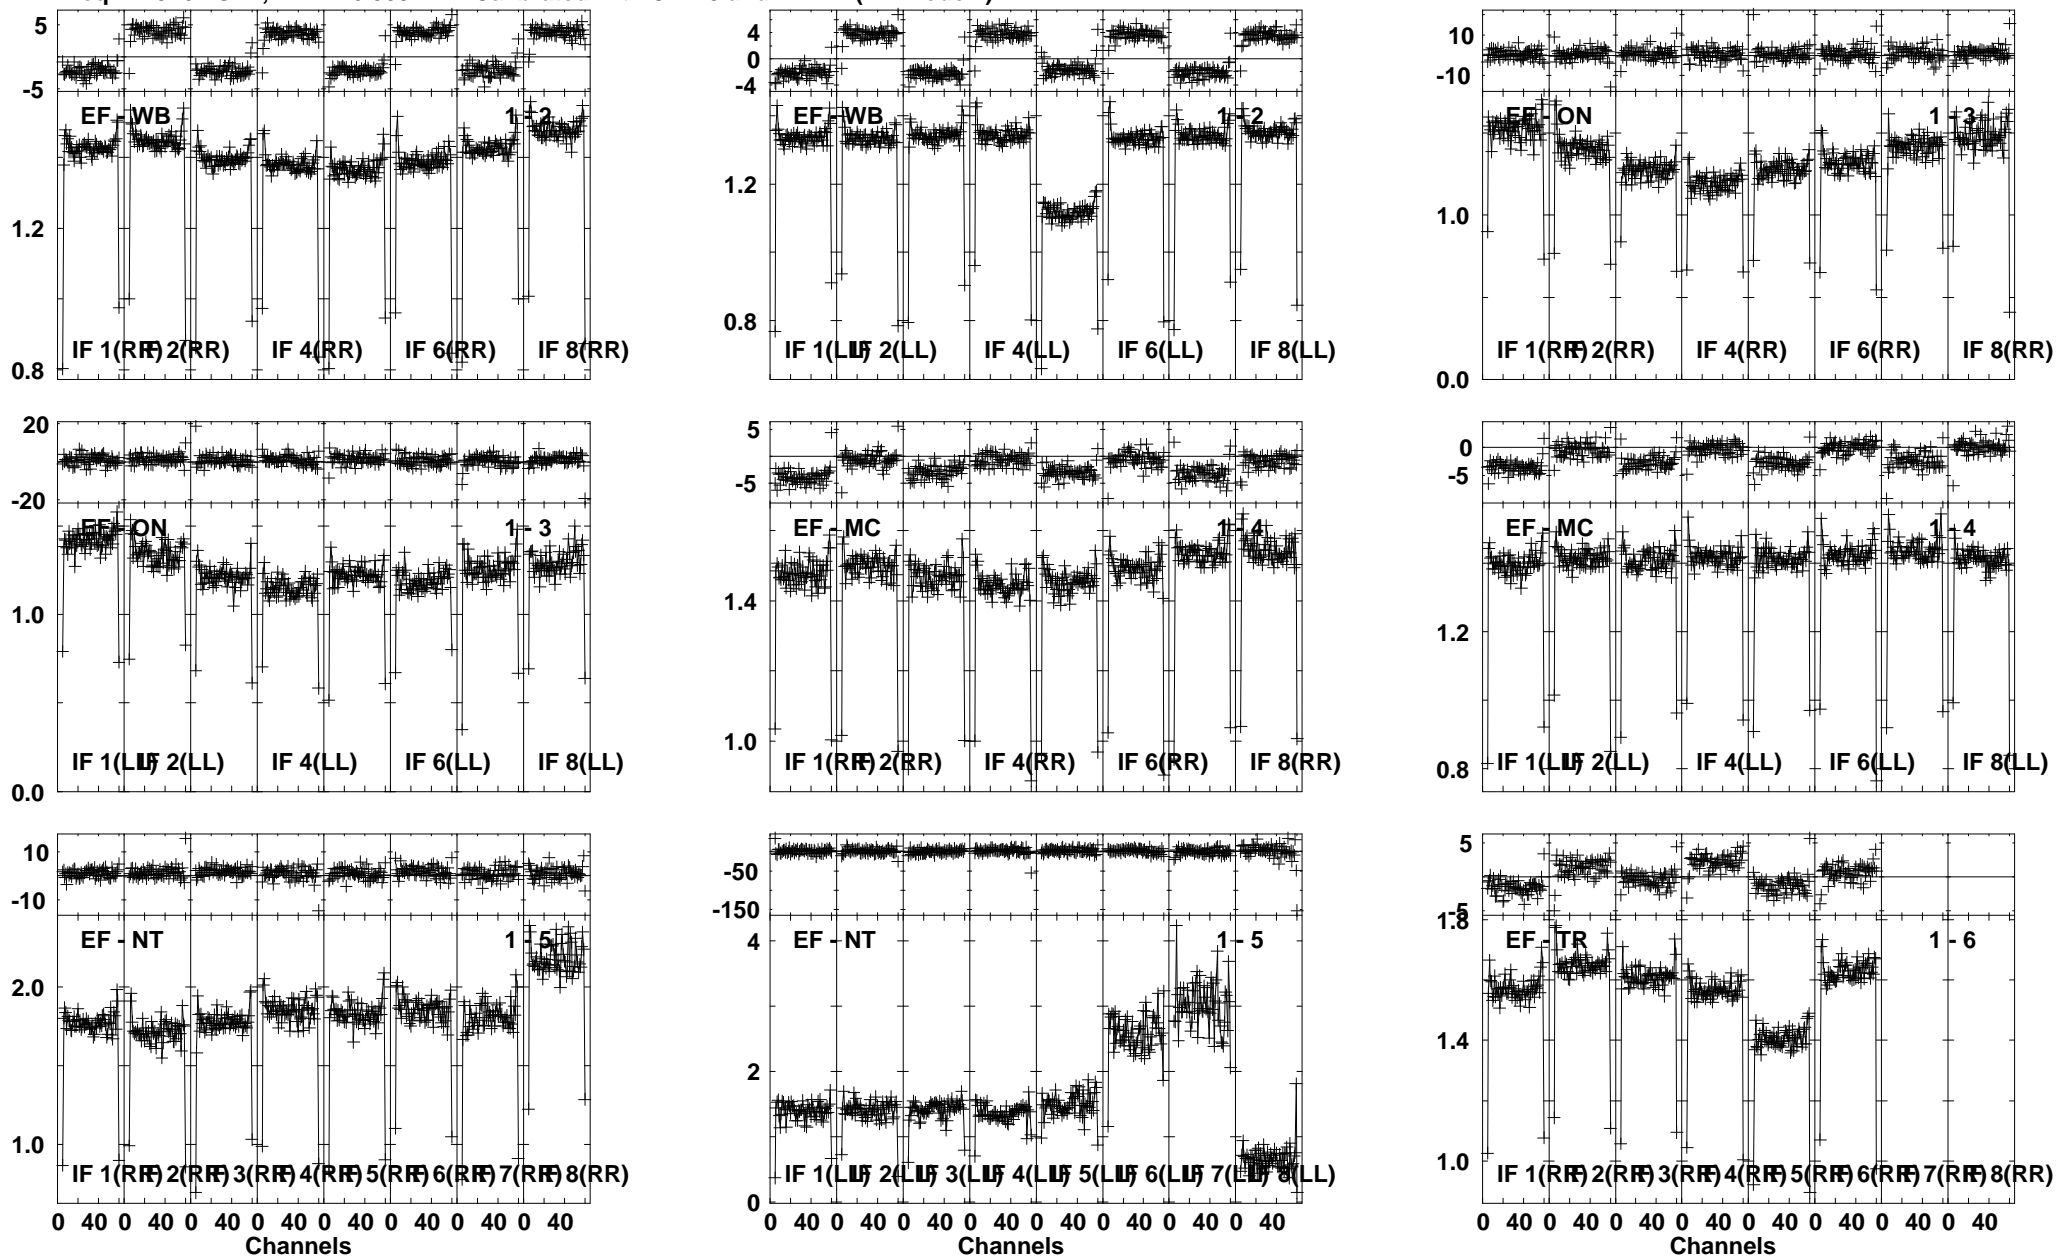 5
-5
EF - WB
1 - 2
1.2
0.8
IF 1(RR) IF 2(RR) IF 4(RR) IF 6(RR) IF 8(RR)
4
0
-4
EF - WB
1 - 2
1.2
0.8
IF 1(LL) IF 2(LL) IF 4(LL) IF 6(LL) IF 8(LL)
10
-10
EF - ON
1 - 3
1.0
0.0
IF 1(RR) IF 2(RR) IF 4(RR) IF 6(RR) IF 8(RR)
20
-20
EF - ON
1 - 3
1.0
0.0
IF 1(LL) IF 2(LL) IF 4(LL) IF 6(LL) IF 8(LL)
5
-5
EF - MC
1 - 4
1.4
1.0
IF 1(RR) IF 2(RR) IF 4(RR) IF 6(RR) IF 8(RR)
0
-5
EF - MC
1 - 4
1.2
0.8
IF 1(LL) IF 2(LL) IF 4(LL) IF 6(LL) IF 8(LL)
10
-10
EF - NT
1 - 5
2.0
1.0
IF 1(RR) IF 2(RR) IF 3(RR) IF 4(RR) IF 5(RR) IF 6(RR) IF 7(RR) IF 8(RR)
0 40 0 40 0 40 0 40 0 40 0 40 0 40 0 40
Channels
-50
-150
EF - NT
1 - 5
4
2
0
IF 1(LL) IF 2(LL) IF 3(LL) IF 4(LL) IF 5(LL) IF 6(LL) IF 7(LL) IF 8(LL)
0 40 0 40 0 40 0 40 0 40 0 40 0 40 0 40
Channels
5
-5
1.8
EF - TR
1 - 6
1.4
1.0
IF 1(RR) IF 2(RR) IF 3(RR) IF 4(RR) IF 5(RR) IF 6(RR) IF 7(RR) IF 8(RR)
0 40 0 40 0 40 0 40 0 40 0 40 0 40 0 40
Channels